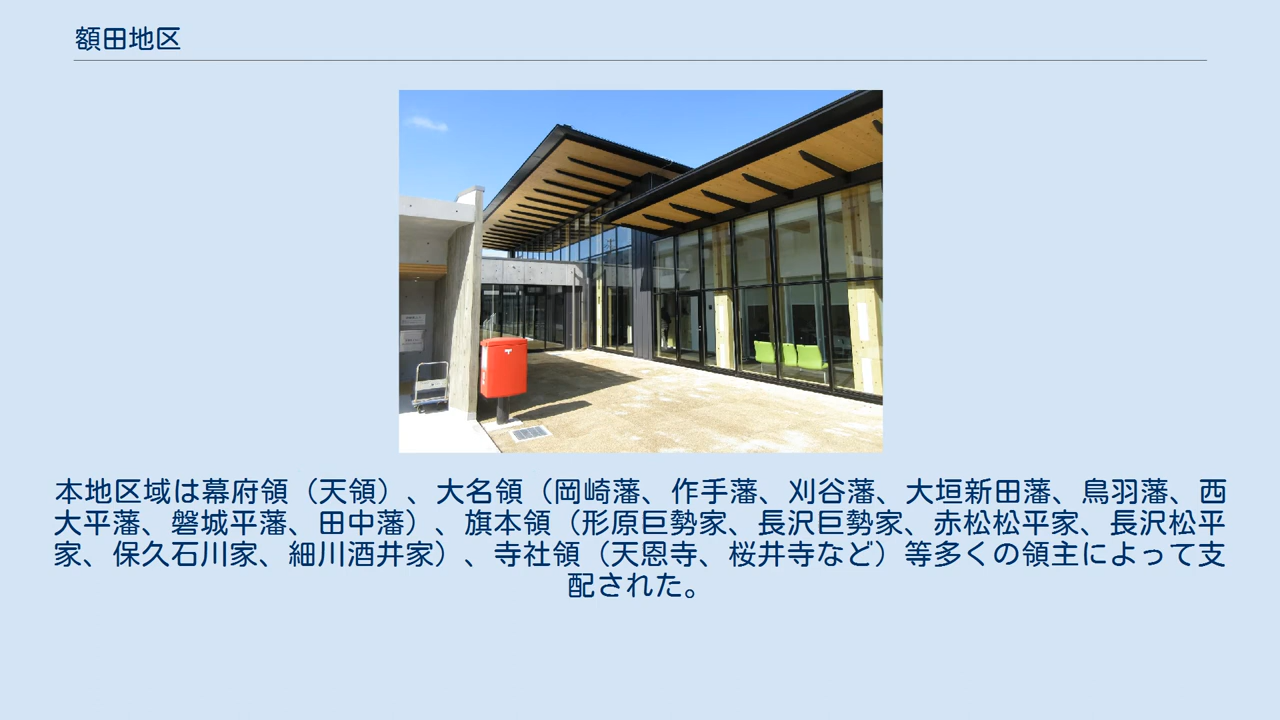 額田地区
本地区域は幕府領（天領）、大名領（岡崎藩、作手藩、刈谷藩、大垣新田藩、鳥羽藩、西
大平藩、磐城平藩、田中藩）、旗本領（形原巨勢家、長沢巨勢家、赤松松平家、長沢松平
家、保久石川家、細川酒井家）、寺社領（天恩寺、桜井寺など）等多くの領主によって支
配された。